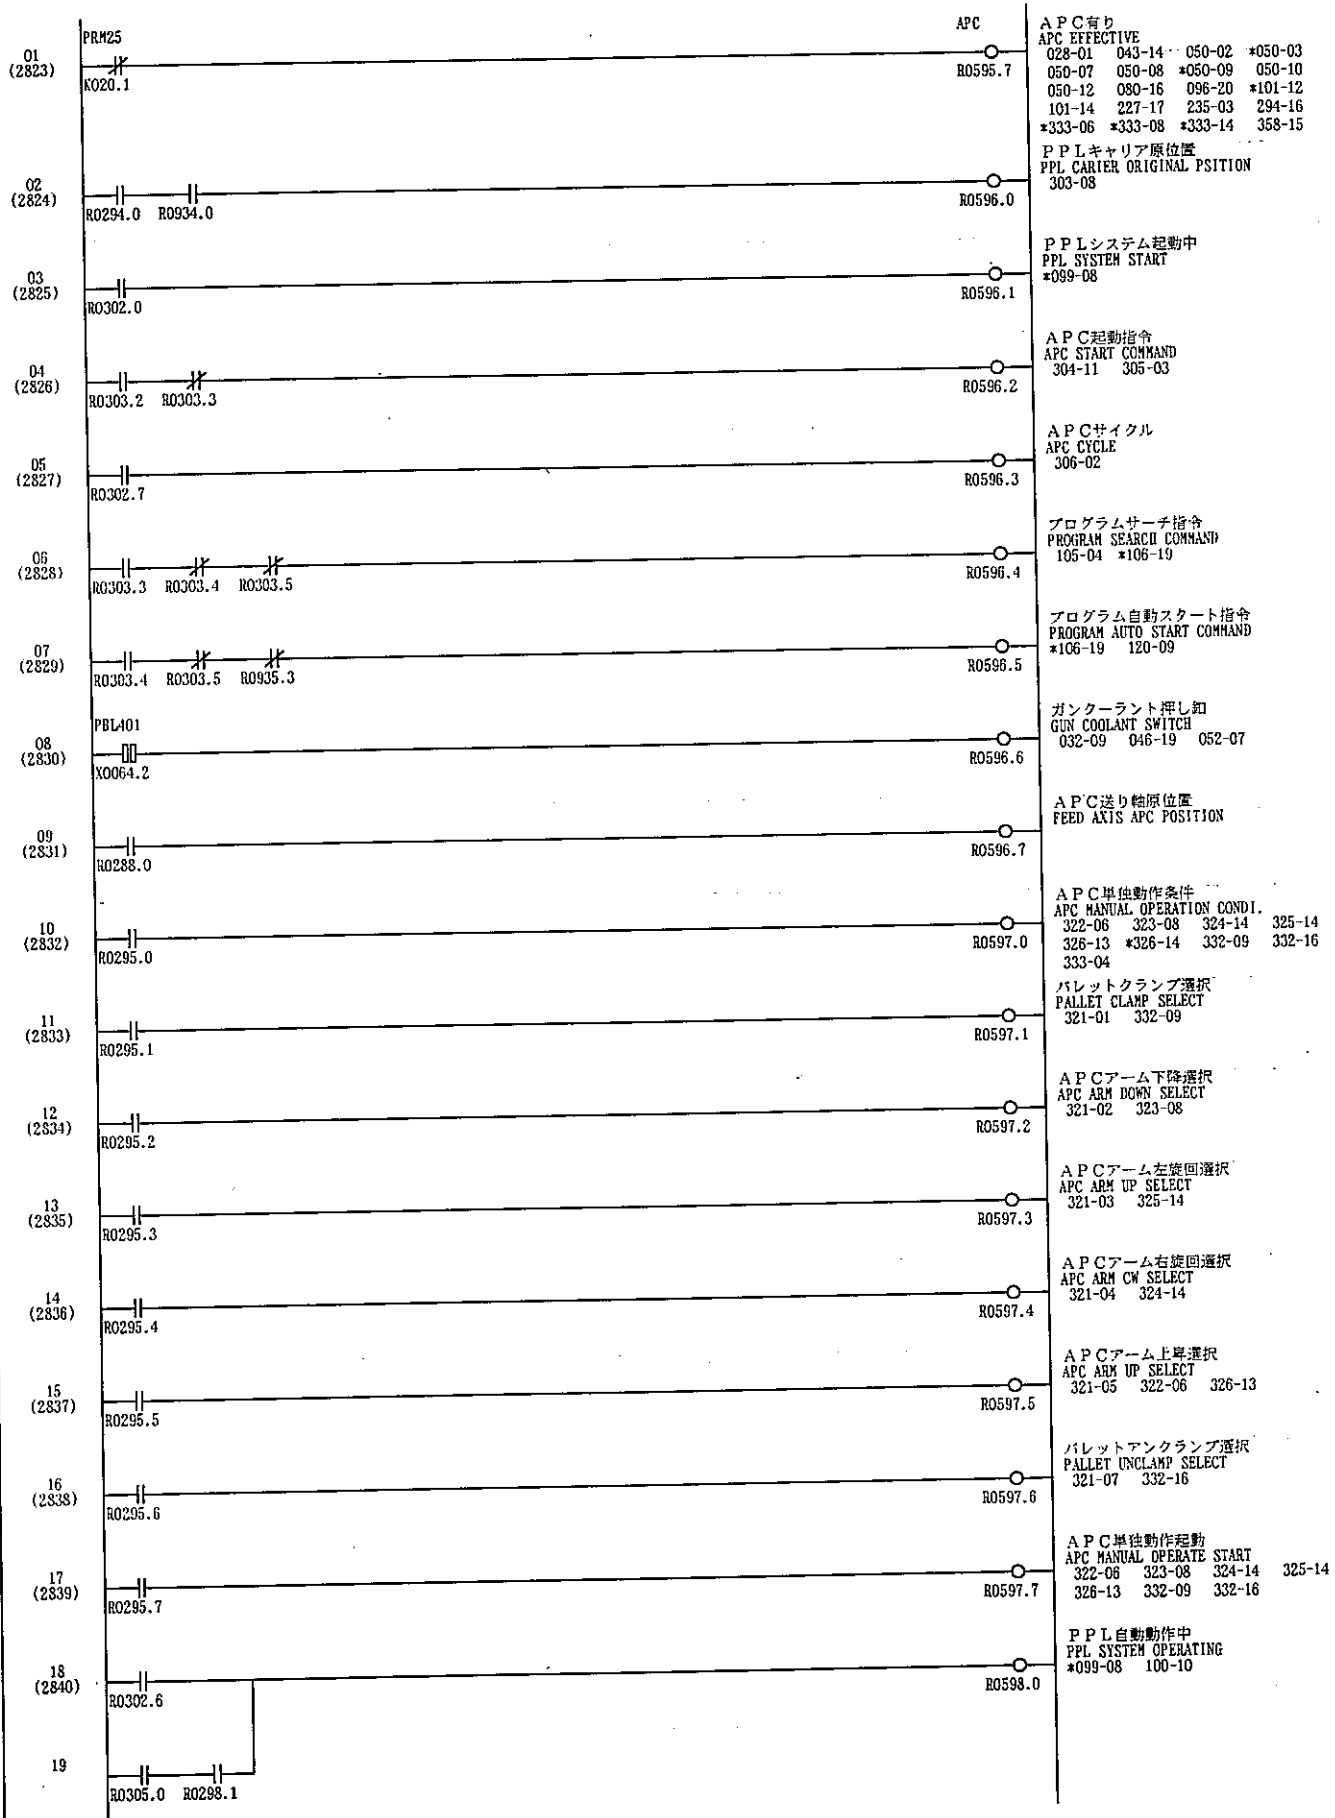 PRM25 APC APC有り
01 APC EFFECTIVE
(2823) K020.1 R0595.7 028-01 043-14 050-02 *050-03
050-07 050-08 *050-09 050-10
050-12 080-16 096-20 *101-12
101-14 227-17 235-03 294-16
*333-06 *333-08 *333-14 358-15
PPLキャリア原位置
02 PPL CARIER ORIGINAL PSITION
(2824) R0294.0 R0934.0 R0596.0 303-08
PPLシステム起動中
03 PPL SYSTEM START
(2825) R0302.0 R0596.1 *099-08
APC起動指令
04 APC START COMMAND
(2826) R0303.2 R0303.3 R0596.2 304-11 305-03
APCサイクル
05 APC CYCLE
(2827) R0302.7 R0596.3 306-02
プログラムサーチ指令
06 PROGRAM SEARCH COMMAND
(2828) R0303.3 R0303.4 R0303.5 R0596.4 105-04 *106-19
プログラム自動スタート指令
07 PROGRAM AUTO START COMMAND
(2829) R0303.4 R0303.5 R0935.3 R0596.5 *106-19 120-09
PBL401 ガンクーラント押し釦
08 GUN COOLANT SWITCH
(2830) X0064.2 R0596.6 032-09 046-19 052-07
APC送り軸原位置
09 FEED AXIS APC POSITION
(2831) R0288.0 R0596.7
APC単独動作条件
10 APC MANUAL OPERATION CONDI.
(2832) R0295.0 R0597.0 322-06 323-08 324-14 325-14
326-13 *326-14 332-09 332-16
333-04
パレットクランプ選択
11 PALLET CLAMP SELECT
(2833) R0295.1 R0597.1 321-01 332-09
APCアーム下降選択
12 APC ARM DOWN SELECT
(2834) R0295.2 R0597.2 321-02 323-08
APCアーム左旋回選択
13 APC ARM UP SELECT
(2835) R0295.3 R0597.3 321-03 325-14
APCアーム右旋回選択
14 APC ARM CW SELECT
(2836) R0295.4 R0597.4 321-04 324-14
APCアーム上昇選択
15 APC ARM UP SELECT
(2837) R0295.5 R0597.5 321-05 322-06 326-13
パレットアンクランプ選択
16 PALLET UNCLAMP SELECT
(2838) R0295.6 R0597.6 321-07 332-16
APC単独動作起動
17 APC MANUAL OPERATE START
(2839) R0295.7 R0597.7 322-06 323-08 324-14 325-14
326-13 332-09 332-16
PPL自動動作中
18 PPL SYSTEM OPERATING
(2840) R0302.6 R0598.0 *099-08 100-10
19
R0305.0 R0298.1